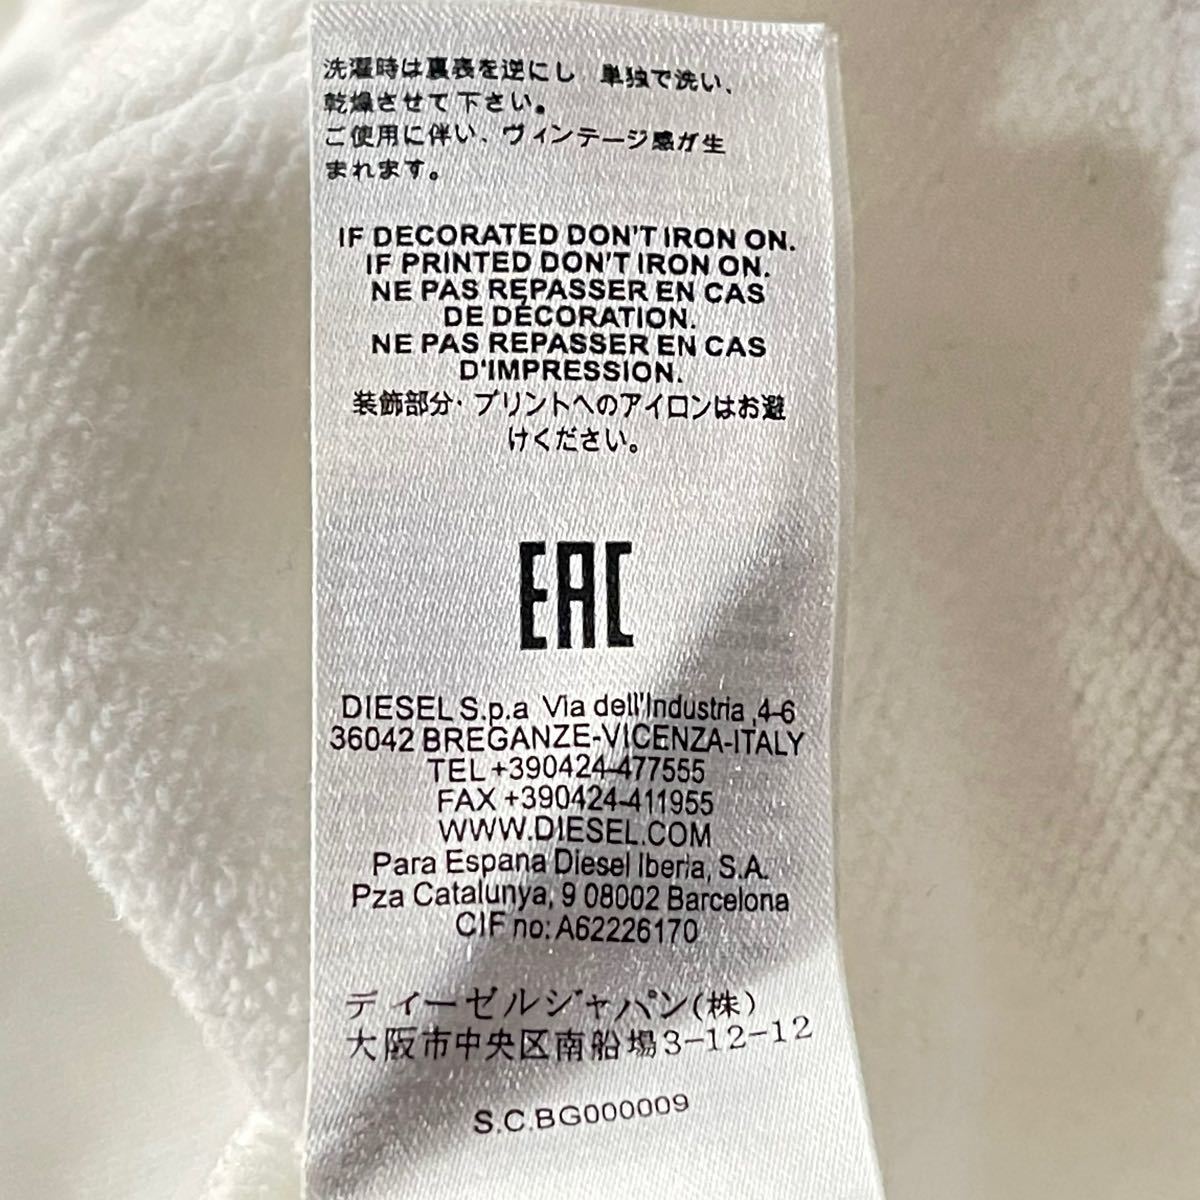 洗濯時は裏表を逆にし 単独で洗い、
乾燥させて下さい。
ご使用に伴い、ヴィンテージ感が生
まれます。
IF DECORATED DON'T IRON ON.
IF PRINTED DON'T IRON ON.
NE PAS REPASSER EN CAS
DE DÉCORATION.
NE PAS REPASSER EN CAS
D'IMPRESSION.
装飾部分・プリントへのアイロンはお避
けください。
EAC
DIESEL S.p.a Via dell'Industria ,4-6
36042 BREGANZE-VICENZA-ITALY
TEL +390424-477555
FAX +390424-411955
WWW.DIESEL.COM
Para Espana Diesel Iberia, S.A.
Pza Catalunya, 9 08002 Barcelona
CIF no: A62226170
ディーゼルジャパン(株)
大阪市中央区南船場3-12-12
S.C.BG000009